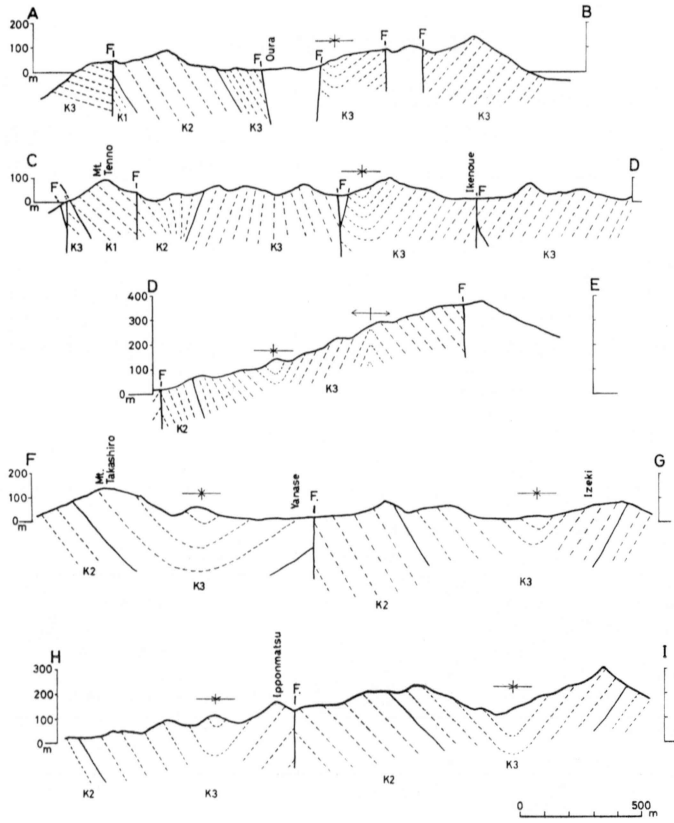 A B
200
100
0
m
F F Oura F F F
K3 K1 K2 K3 K3 K3
C D
100
0
m
F Mt. Tenno F F Ikenoue F
K3 K1 K2 K3 K3 K3
D E
400
300
200
100
0
m
F F
K2 K3
F G
200
100
0
m
Mt. Takashiro Yanase F Izeki
K2 K3 K2 K3
H I
300
200
100
0
m
Ipponmatsu F
K2 K3 K2 K3
0 500 m